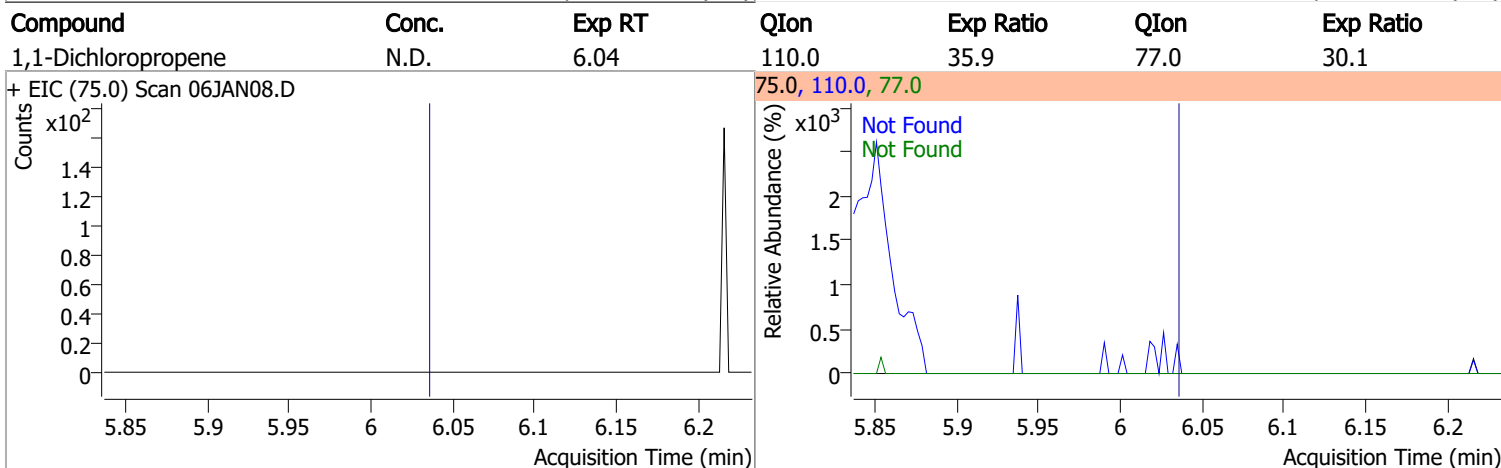 Compound Conc. Exp RT QIon Exp Ratio QIon Exp Ratio
1,1-Dichloropropene N.D. 6.04 110.0 35.9 77.0 30.1
+ EIC (75.0) Scan 06JAN08.D
Counts
x10²
1.4
1.2
1
0.8
0.6
0.4
0.2
0
5.85 5.9 5.95 6 6.05 6.1 6.15 6.2
Acquisition Time (min)
75.0, 110.0, 77.0
Relative Abundance (%)
x10³
Not Found
Not Found
2
1.5
1
0.5
0
5.85 5.9 5.95 6 6.05 6.1 6.15 6.2
Acquisition Time (min)